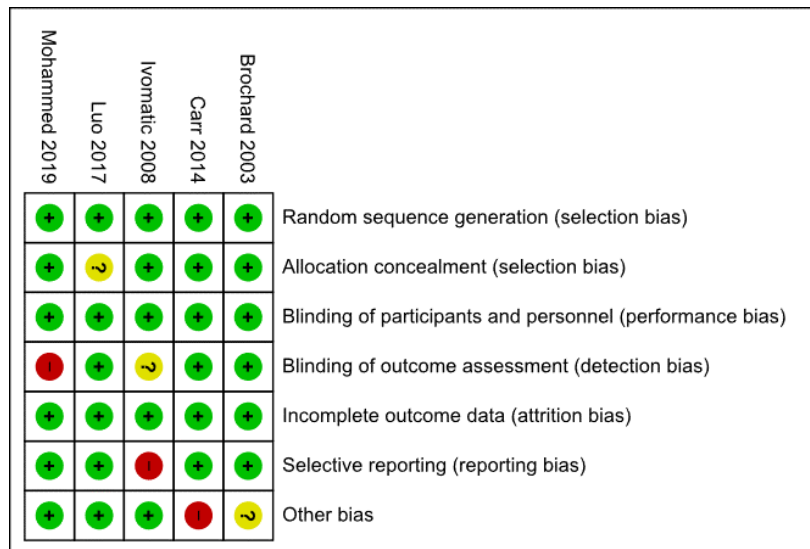 Mohammed 2019
Luo 2017
Ivomatic 2008
Carr 2014
Brochard 2003
+ + + + + Random sequence generation (selection bias)
+ ? + + + Allocation concealment (selection bias)
+ + + + + Blinding of participants and personnel (performance bias)
– + ? + + Blinding of outcome assessment (detection bias)
+ + + + + Incomplete outcome data (attrition bias)
+ + – + + Selective reporting (reporting bias)
+ + + – ? Other bias